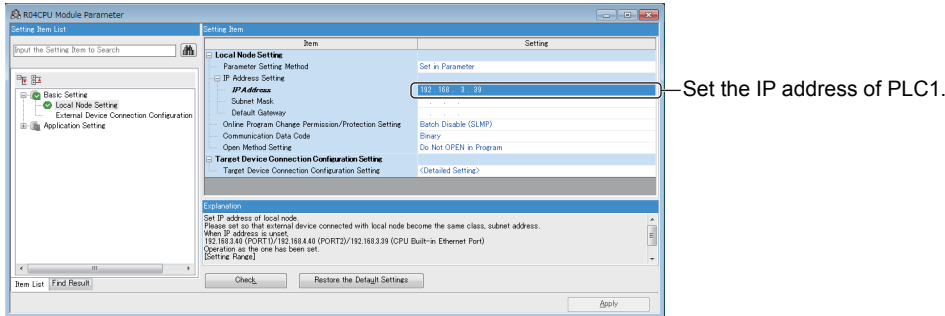 R04CPU Module Parameter
Setting Item List
Setting Item
Input the Setting Item to Search
Item
Setting
Local Node Setting
Parameter Setting Method
Set in Parameter
IP Address Setting
IP Address
192 . 168 . 3 . 39
Set the IP address of PLC1.
Subnet Mask
. . .
Default Gateway
. . .
Online Program Change Permission/Protection Setting
Batch Disable (SLMP)
Communication Data Code
Binary
Open Method Setting
Do Not OPEN in Program
Target Device Connection Configuration Setting
Target Device Connection Configuration Setting
<Detailed Setting>
Basic Setting
Local Node Setting
External Device Connection Configuration
Application Setting
Explanation
Set IP address of local node.
Please set so that external device connected with local node become the same class, subnet address.
When IP address is unset,
192.168.3.40 (PORT1)/192.168.4.40 (PORT2)/192.168.3.39 (CPU Built-in Ethernet Port)
Operation as the one has been set.
[Setting Range]
Item List
Find Result
Check
Restore the Default Settings
Apply